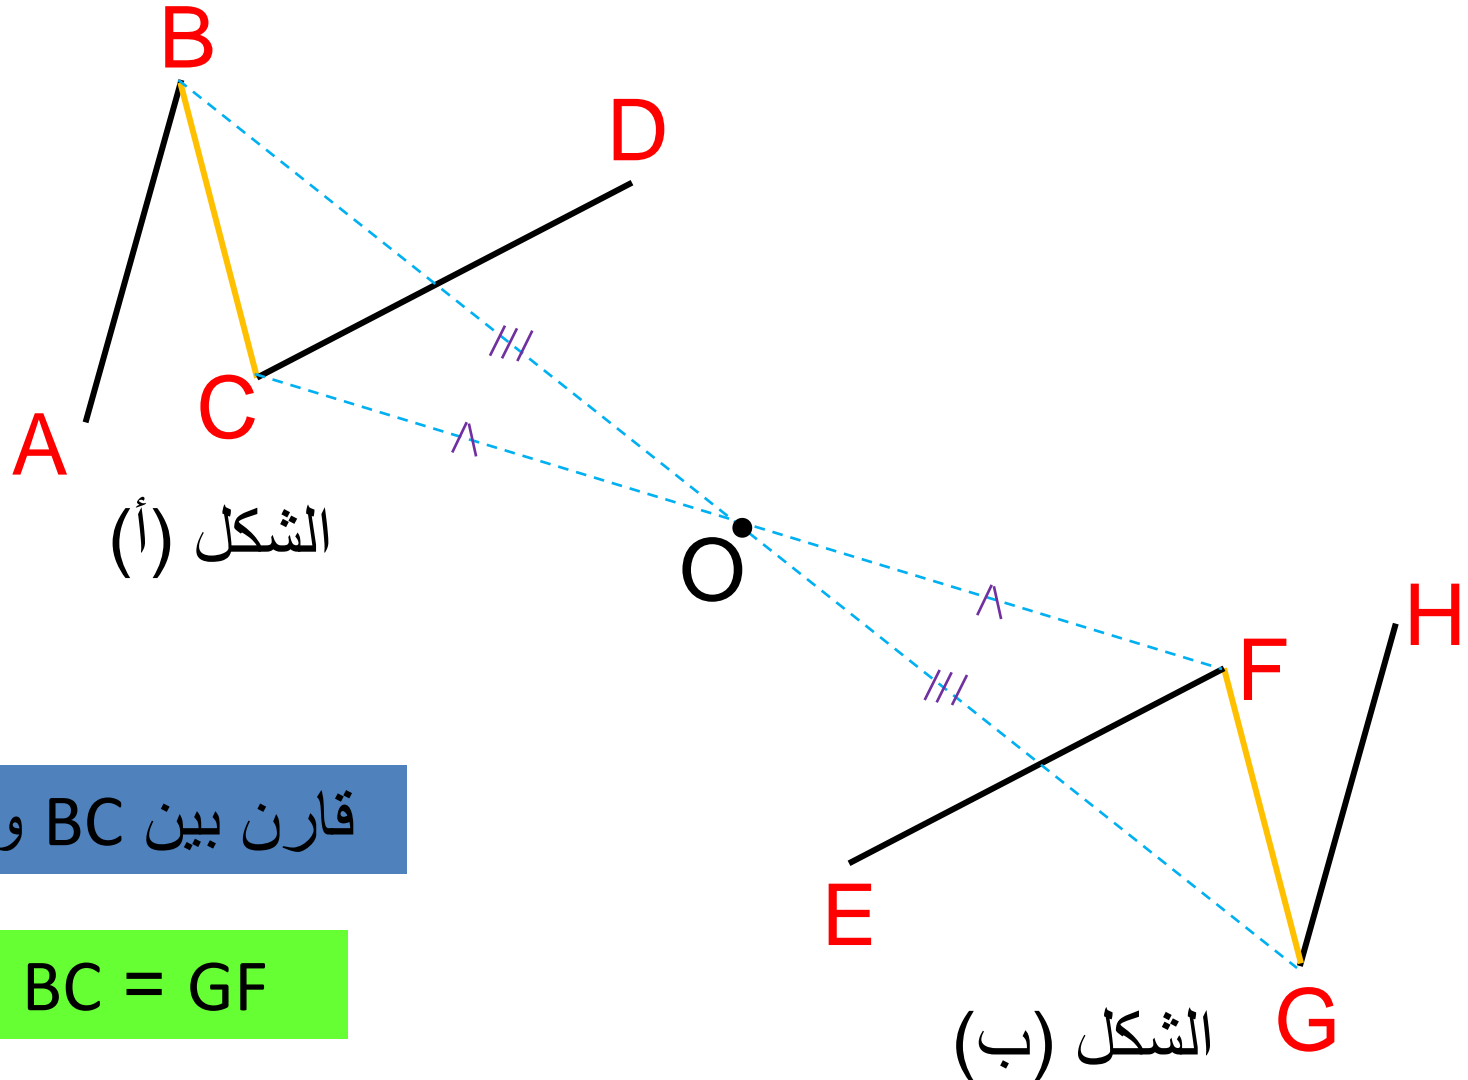 B
D
A
C
الشكل (أ)
O
H
F
قارن بين BC و
E
BC = GF
G
الشكل (ب)